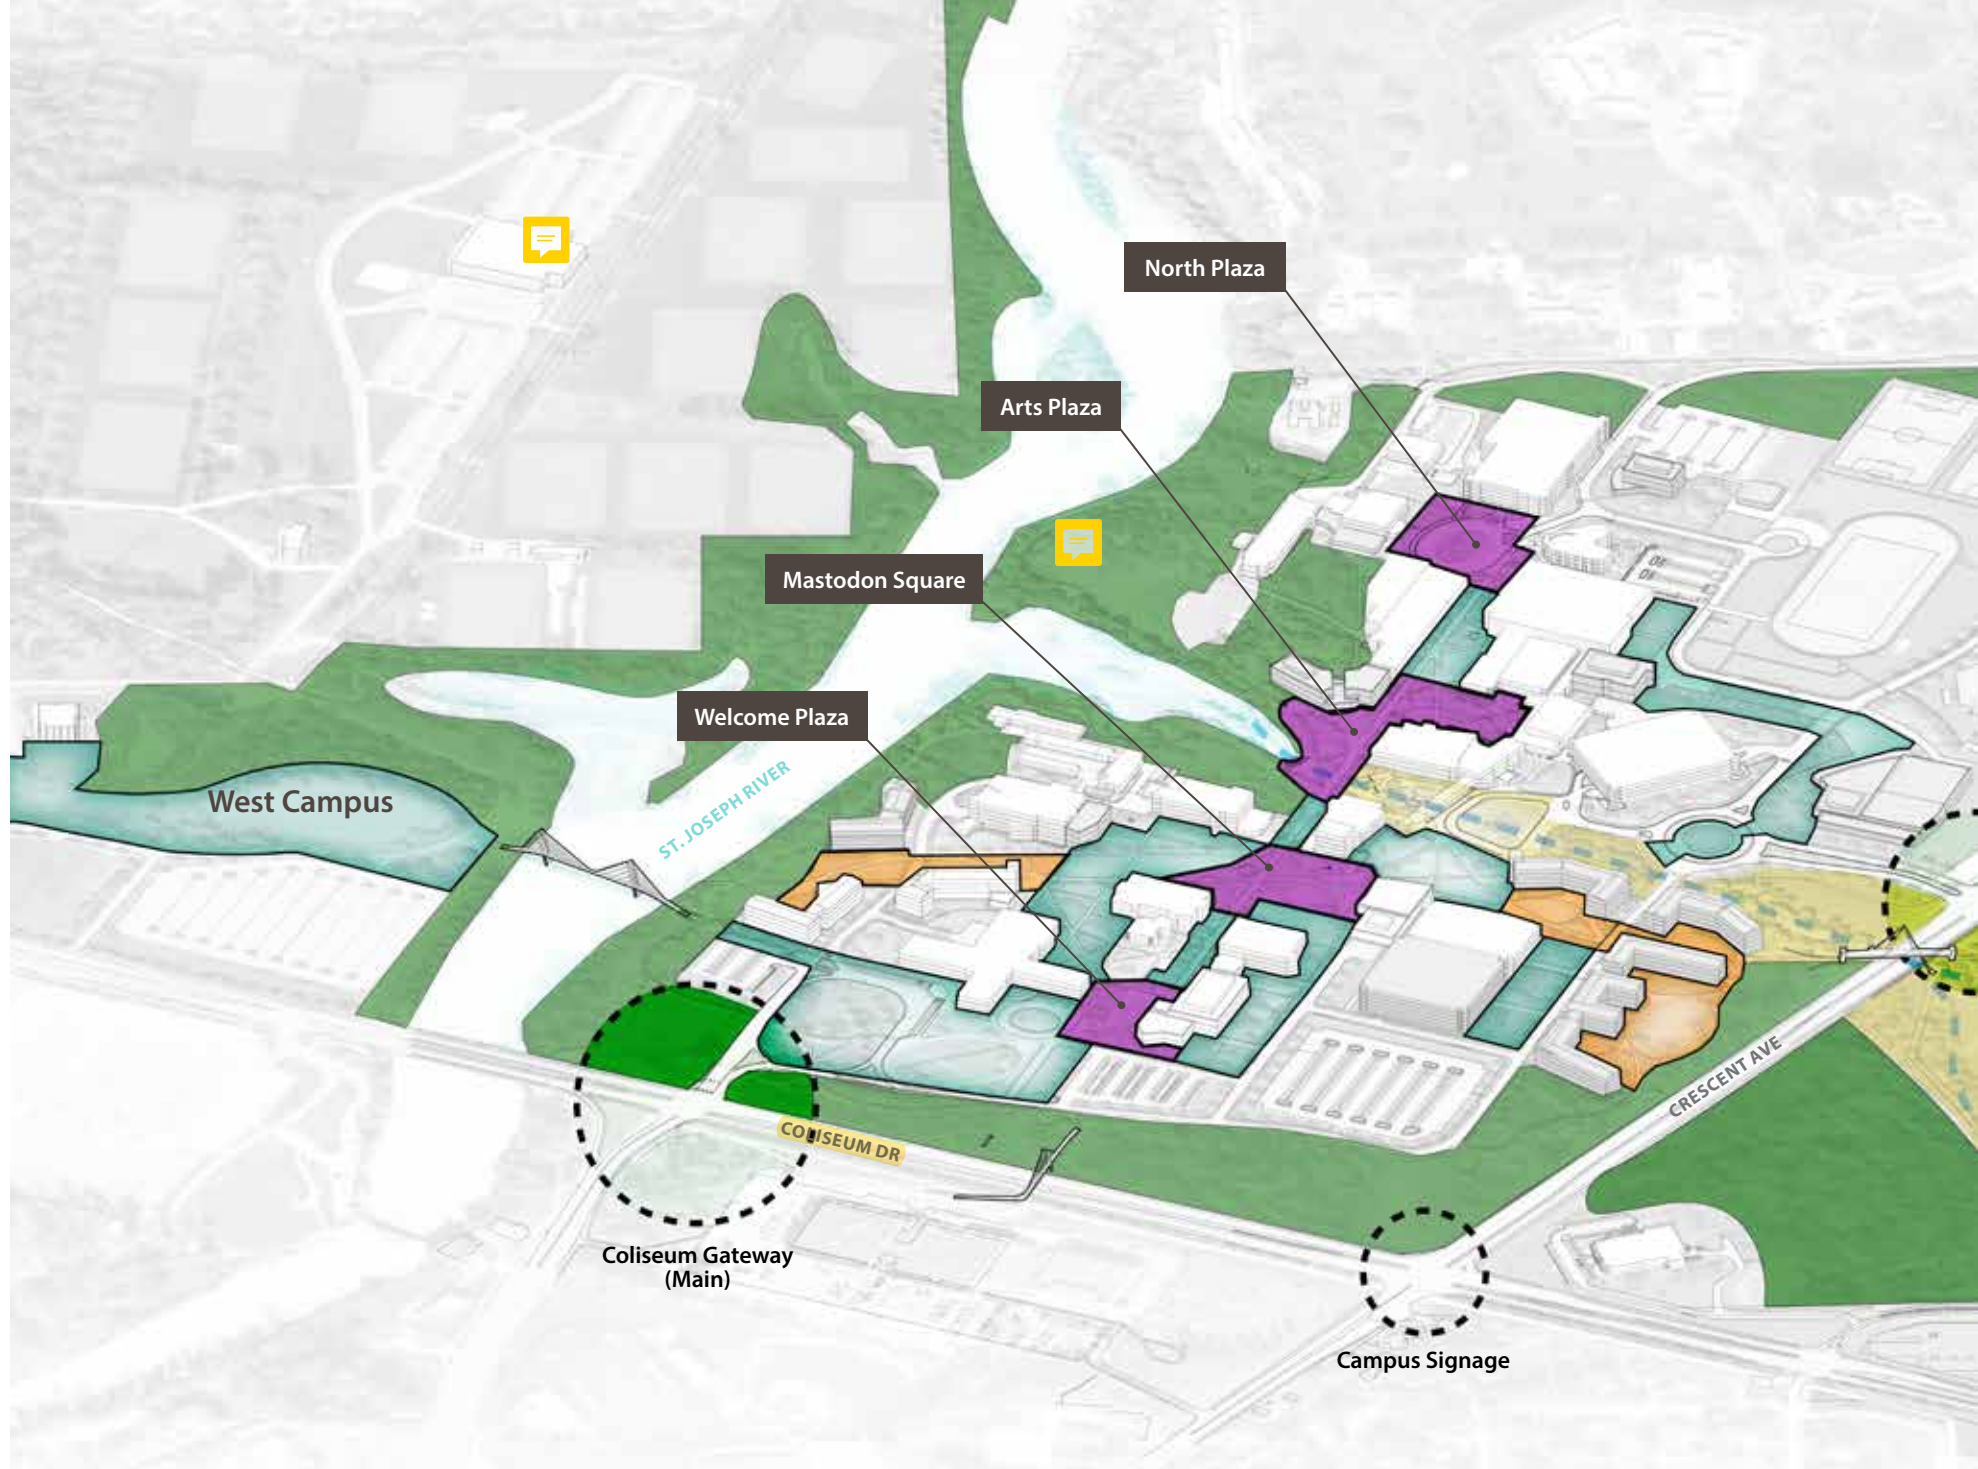 North Plaza
Arts Plaza
Mastodon Square
Welcome Plaza
ST. JOSEPH RIVER
West Campus
CRESCENT AVE
COLISEUM DR
Coliseum Gateway
(Main)
Campus Signage